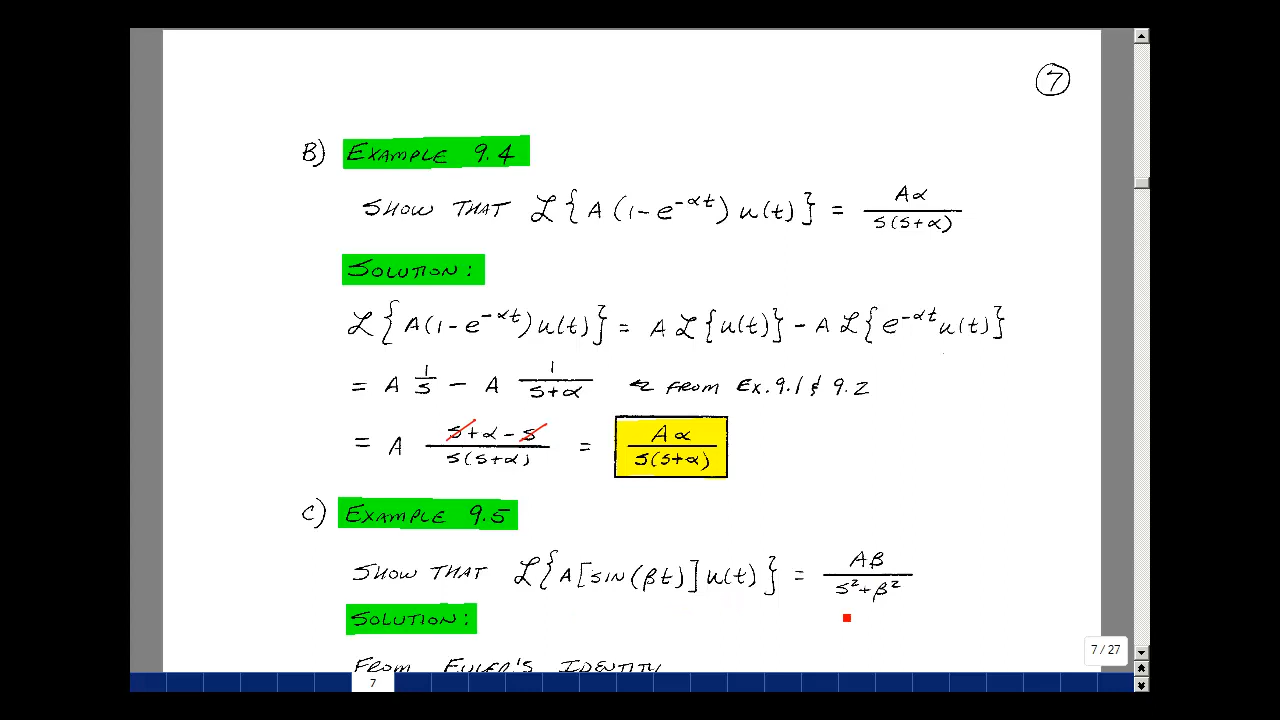 7
B) EXAMPLE 9.4
SHOW THAT ℒ{A(1-e^{-αt})u(t)} = Aα / s(s+α)
SOLUTION:
ℒ{A(1-e^{-αt})u(t)} = A ℒ{u(t)} - A ℒ{e^{-αt}u(t)}
= A 1/s - A 1/(s+α) ← FROM EX. 9.1 & 9.2
= A (s+α-s) / s(s+α) = Aα / s(s+α)
C) EXAMPLE 9.5
SHOW THAT ℒ{A[SIN(βt)]u(t)} = Aβ / (s²+β²)
SOLUTION:
FROM EULER'S IDENTITY
7 / 27
7